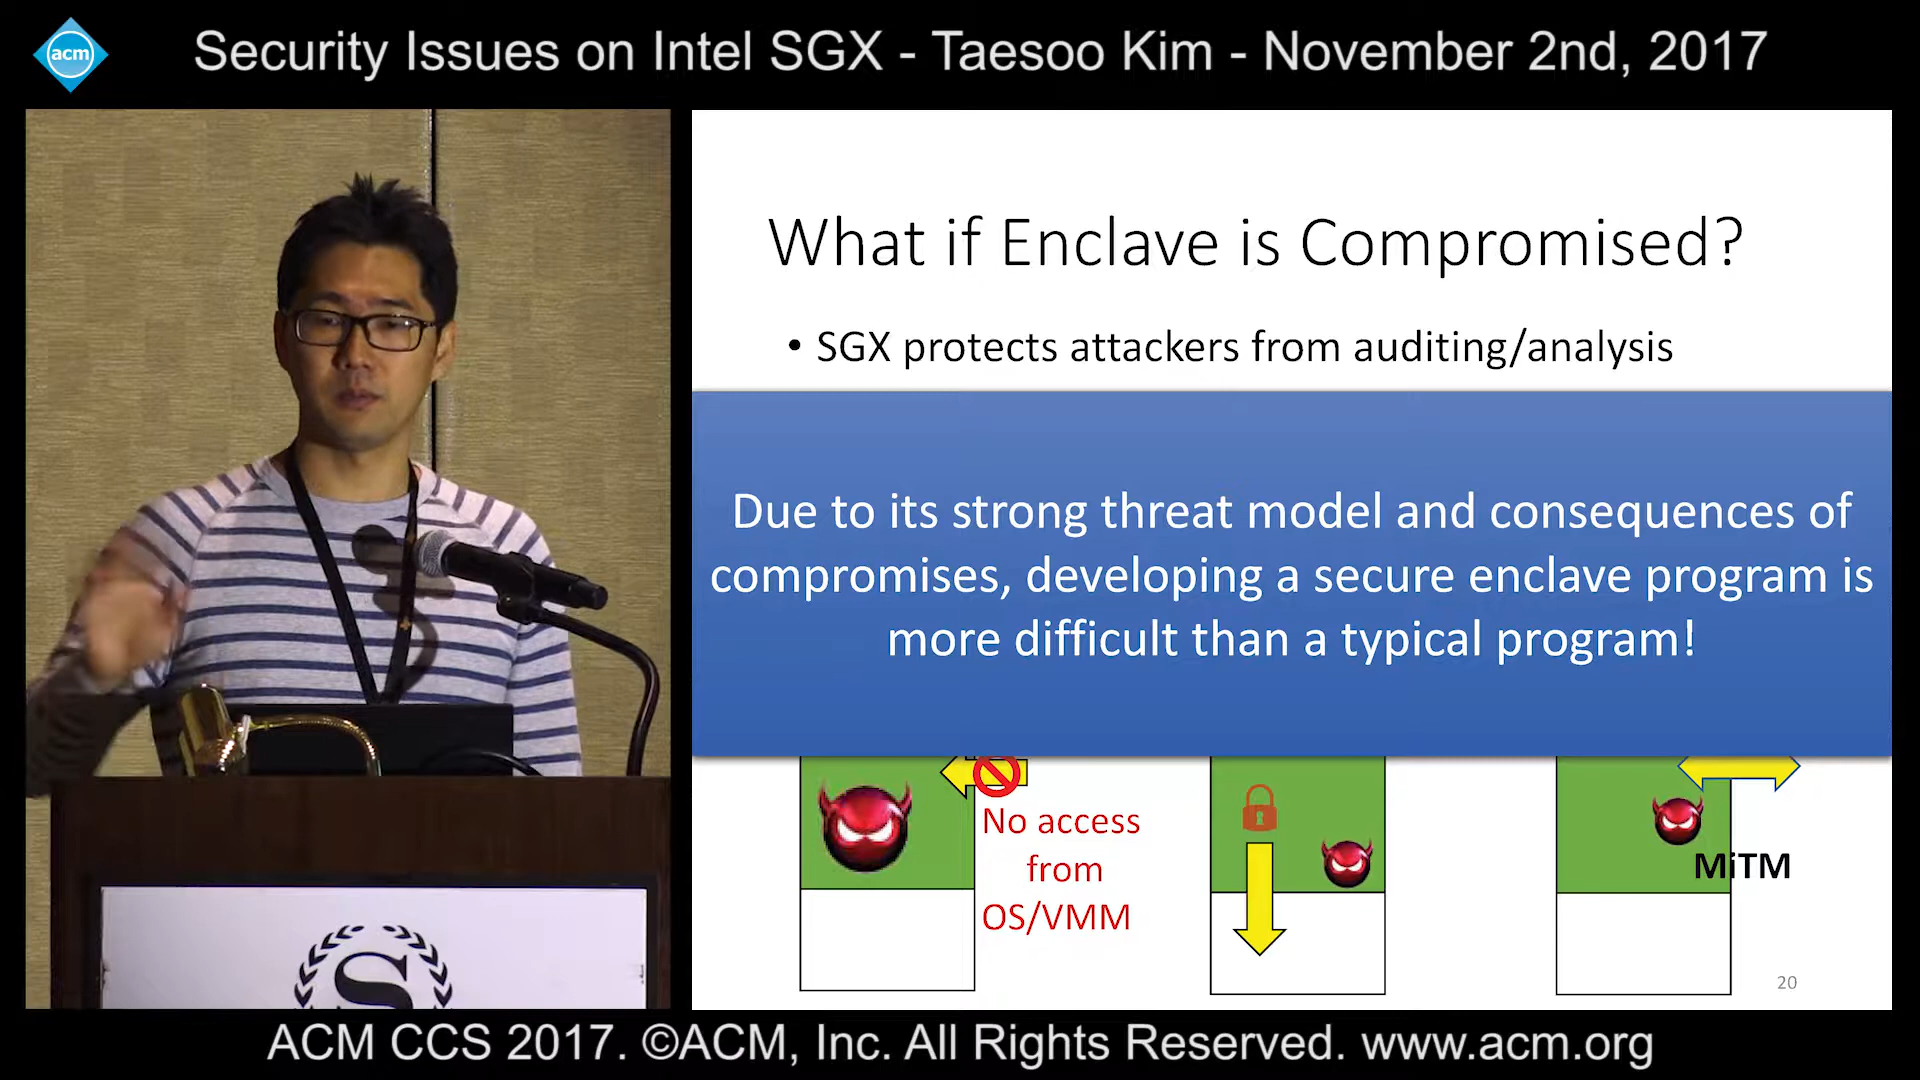 acm
Security Issues on Intel SGX - Taesoo Kim - November 2nd, 2017
What if Enclave is Compromised?
• SGX protects attackers from auditing/analysis
Due to its strong threat model and consequences of
compromises, developing a secure enclave program is
more difficult than a typical program!
No access
from
OS/VMM
MiTM
20
S
ACM CCS 2017. ©ACM, Inc. All Rights Reserved. www.acm.org